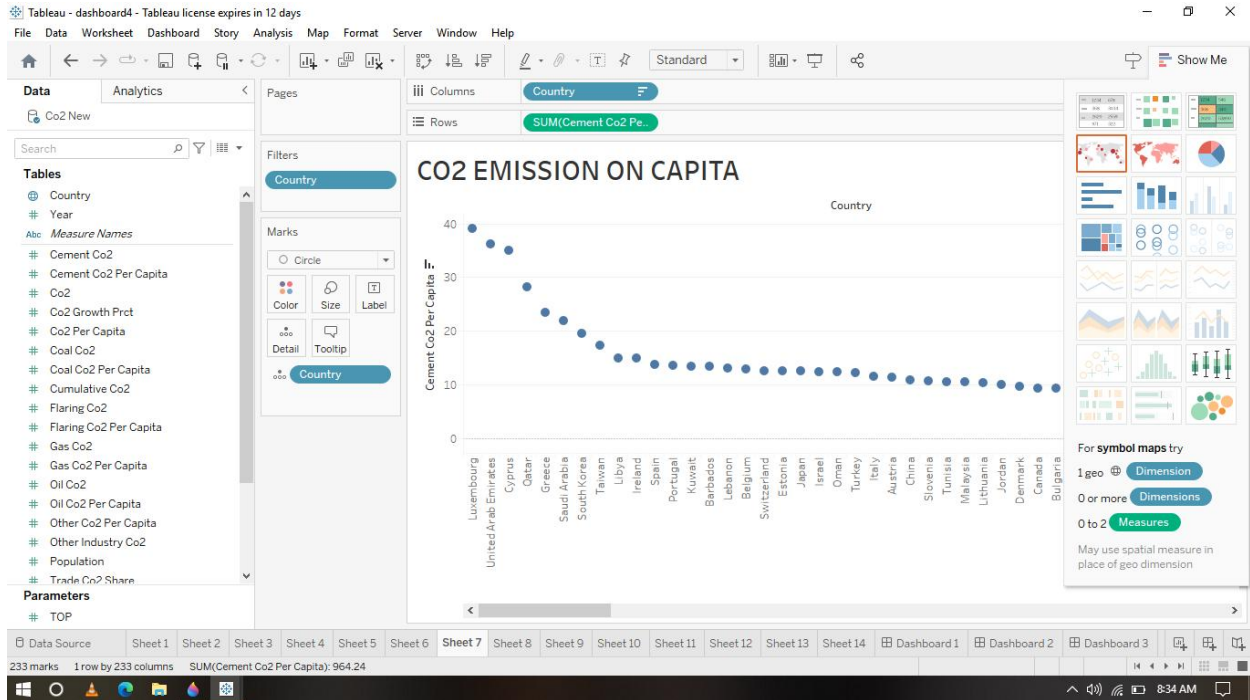 Tableau - dashboard4 - Tableau license expires in 12 days
File Data Worksheet Dashboard Story Analysis Map Format Server Window Help
Standard
Show Me
Data Analytics
Co2 New
Search
Tables
Country
Year
Abc Measure Names
Cement Co2
Cement Co2 Per Capita
Co2
Co2 Growth Prct
Co2 Per Capita
Coal Co2
Coal Co2 Per Capita
Cumulative Co2
Flaring Co2
Flaring Co2 Per Capita
Gas Co2
Gas Co2 Per Capita
Oil Co2
Oil Co2 Per Capita
Other Co2 Per Capita
Other Industry Co2
Population
Trade Co2 Share
Parameters
TOP
Pages
Filters
Country
Marks
Circle
Color Size Label
Detail Tooltip
Country
Columns Country
Rows SUM(Cement Co2 Pe..
CO2 EMISSION ON CAPITA
Country
Cement Co2 Per Capita
40
30
20
10
0
Luxembourg
United Arab Emirates
Cyprus
Qatar
Greece
Saudi Arabia
South Korea
Taiwan
Libya
Ireland
Spain
Portugal
Kuwait
Barbados
Lebanon
Belgium
Switzerland
Estonia
Japan
Israel
Oman
Turkey
Italy
Austria
China
Slovenia
Tunisia
Malaysia
Lithuania
Jordan
Denmark
Canada
Bulgaria
For symbol maps try
1 geo Dimension
0 or more Dimensions
0 to 2 Measures
May use spatial measure in
place of geo dimension
Data Source Sheet 1 Sheet 2 Sheet 3 Sheet 4 Sheet 5 Sheet 6 Sheet 7 Sheet 8 Sheet 9 Sheet 10 Sheet 11 Sheet 12 Sheet 13 Sheet 14 Dashboard 1 Dashboard 2 Dashboard 3
233 marks 1 row by 233 columns SUM(Cement Co2 Per Capita): 964.24
8:34 AM